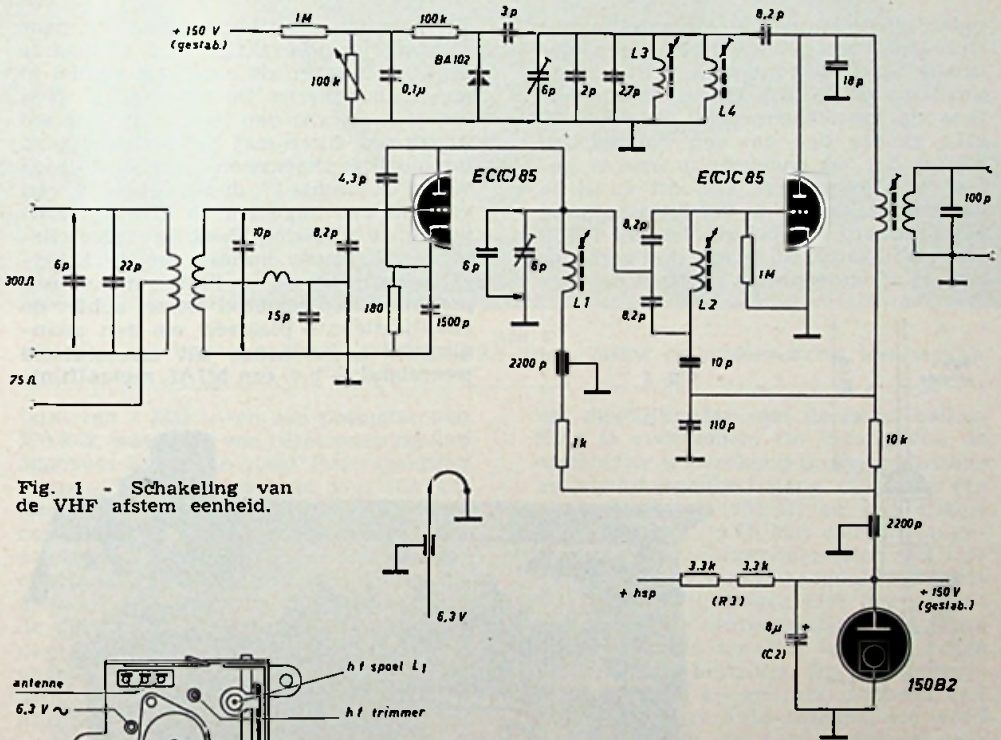 + 150 V
(gestab.)
1M
100k
3p
8,2p
100k
0,1µ
BA102
6p
2p
2,7p
L3
L4
18p
4,3p
EC(C)85
E(C)C85
300Ω
6p
22p
10p
8,2p
15p
180
1500p
6p
6p
L1
8,2p
8,2p
L2
1M
100p
75Ω
2200p
10p
110p
1k
10k
2200p
Fig. 1 - Schakeling van
de VHF afstem eenheid.
6,3 V
+ hsp
3,3k
3,3k
(R3)
+ 150 V
(gestab.)
8µ
+
(C2)
150B2
antenne
6,3 V ~
hf spoel L1
hf trimmer